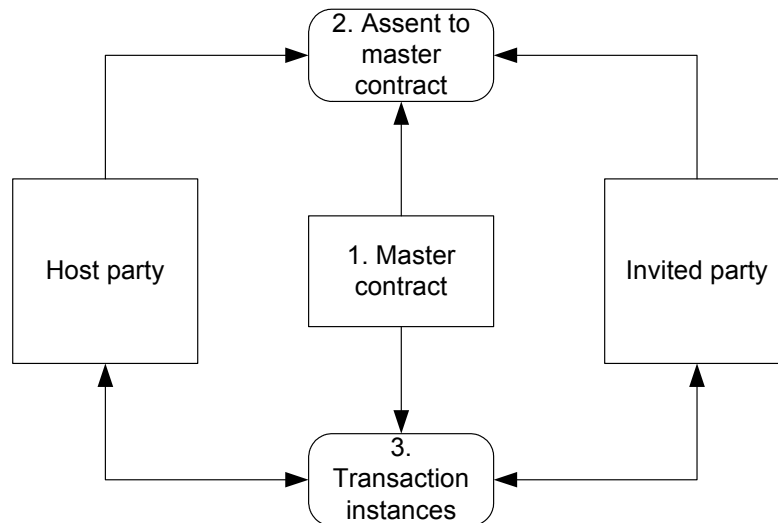 2. Assent to
master
contract
Host party
1. Master
contract
Invited party
3.
Transaction
instances